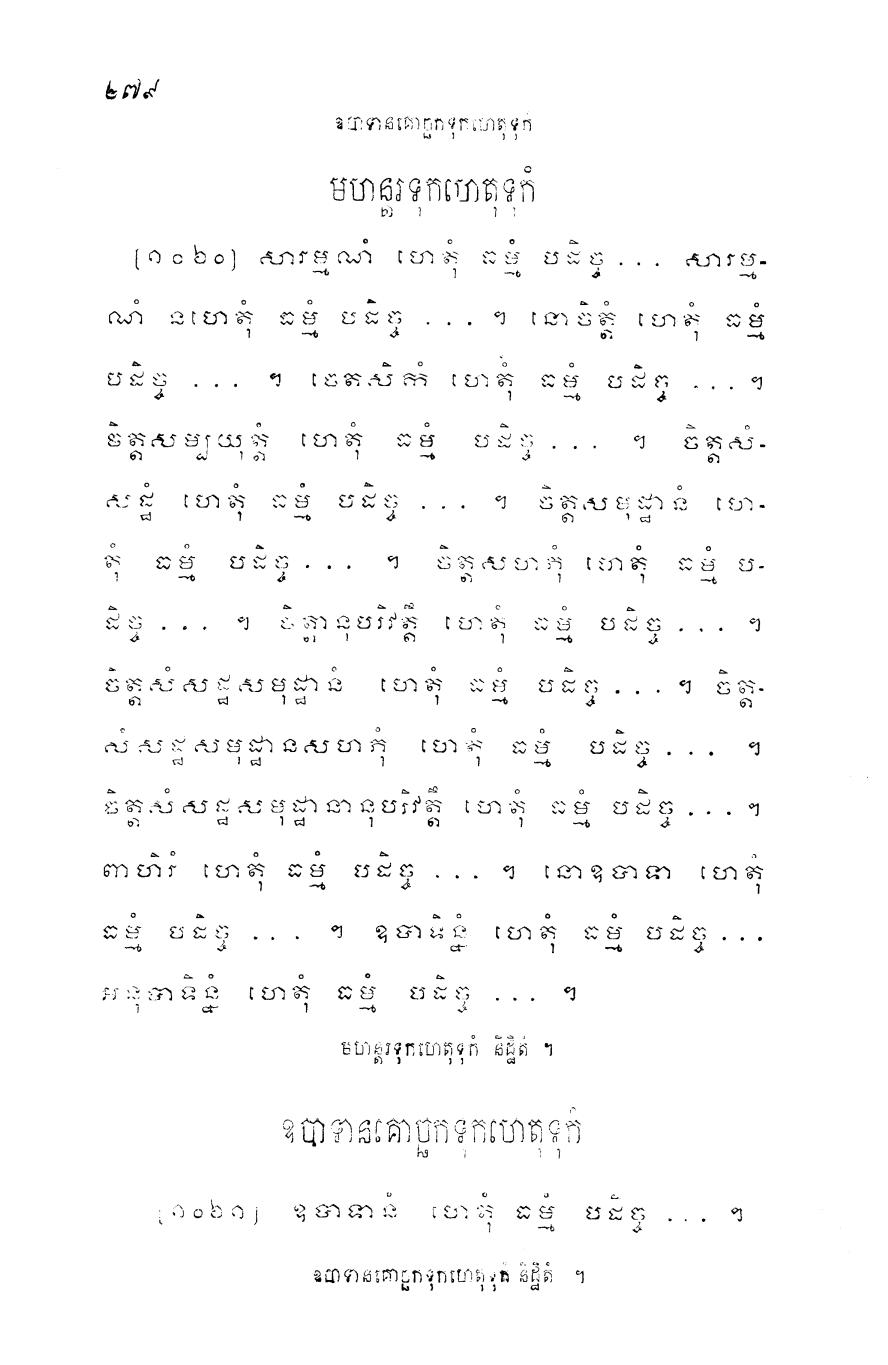 ២៧៩
ឧបាទានគោច្ឆកទុកហេតុទុកំ
មហន្តរទុកហេតុទុកំ
[១០២០] សារម្មណំ ហេតុំ ធម្មំ បដិច្ច ... សារម្ម-
ណំ នហេតុំ ធម្មំ បដិច្ច ... ។ នោចិត្តំ ហេតុំ ធម្មំ
បដិច្ច ... ។ ចេតសិកំ ហេតុំ ធម្មំ បដិច្ច ... ។
ចិត្តសម្បយុត្តំ ហេតុំ ធម្មំ បដិច្ច ... ។ ចិត្តសំ-
សដ្ឋំ ហេតុំ ធម្មំ បដិច្ច ... ។ ចិត្តសមុដ្ឋានំ ហេ-
តុំ ធម្មំ បដិច្ច ... ។ ចិត្តសហភុំ ហេតុំ ធម្មំ ប-
ដិច្ច ... ។ ចិត្តានុបរិវត្តឹ ហេតុំ ធម្មំ បដិច្ច ... ។
ចិត្តសំសដ្ឋសមុដ្ឋានំ ហេតុំ ធម្មំ បដិច្ច ... ។ ចិត្ត-
សំសដ្ឋសមុដ្ឋានសហភុំ ហេតុំ ធម្មំ បដិច្ច ... ។
ចិត្តសំសដ្ឋសមុដ្ឋានានុបរិវត្តឹ ហេតុំ ធម្មំ បដិច្ច ... ។
ពាហិរំ ហេតុំ ធម្មំ បដិច្ច ... ។ នោឧបាទា ហេតុំ
ធម្មំ បដិច្ច ... ។ ឧបាទិន្នំ ហេតុំ ធម្មំ បដិច្ច ...
អនុបាទិន្នំ ហេតុំ ធម្មំ បដិច្ច ... ។
មហន្តរទុកហេតុទុកំ និដ្ឋិតំ ។
ឧបាទានគោច្ឆកទុកហេតុទុកំ
[១០២១] ឧបាទានំ ហេតុំ ធម្មំ បដិច្ច ... ។
ឧបាទានគោច្ឆកទុកហេតុទុកំ និដ្ឋិតំ ។